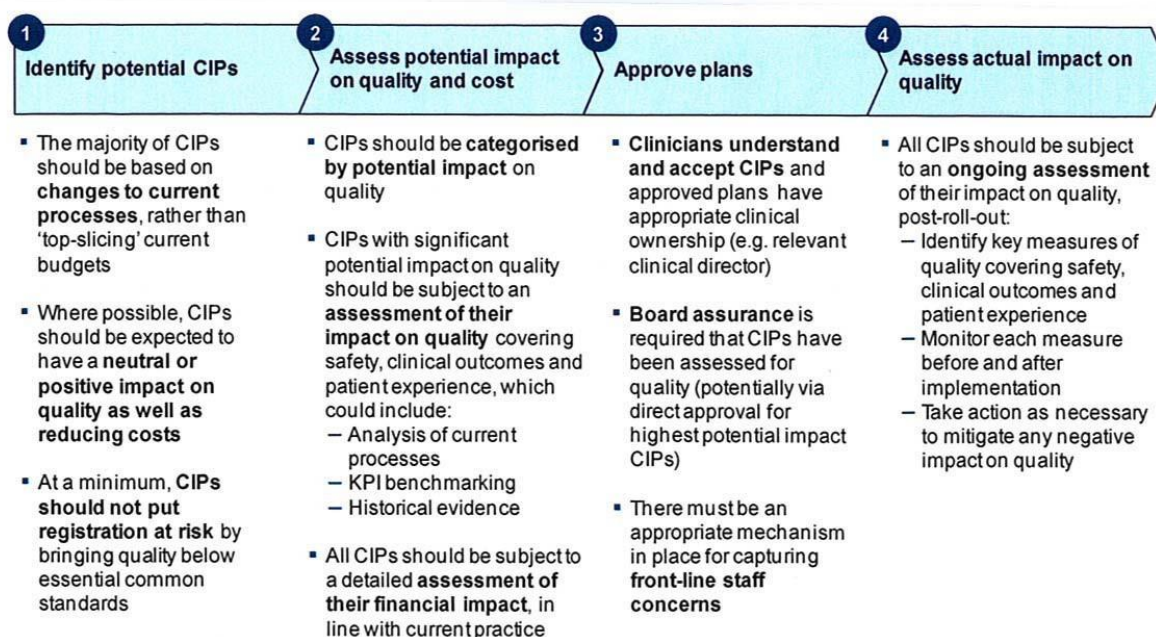 1
Identify potential CIPs
▪ The majority of CIPs
should be based on
changes to current
processes, rather than
‘top-slicing’ current
budgets
▪ Where possible, CIPs
should be expected to
have a neutral or
positive impact on
quality as well as
reducing costs
▪ At a minimum, CIPs
should not put
registration at risk by
bringing quality below
essential common
standards
2
Assess potential impact
on quality and cost
▪ CIPs should be categorised
by potential impact on
quality
▪ CIPs with significant
potential impact on quality
should be subject to an
assessment of their
impact on quality covering
safety, clinical outcomes and
patient experience, which
could include:
– Analysis of current
processes
– KPI benchmarking
– Historical evidence
▪ All CIPs should be subject to
a detailed assessment of
their financial impact, in
line with current practice
3
Approve plans
▪ Clinicians understand
and accept CIPs and
approved plans have
appropriate clinical
ownership (e.g. relevant
clinical director)
▪ Board assurance is
required that CIPs have
been assessed for
quality (potentially via
direct approval for
highest potential impact
CIPs)
▪ There must be an
appropriate mechanism
in place for capturing
front-line staff
concerns
4
Assess actual impact on
quality
▪ All CIPs should be subject
to an ongoing assessment
of their impact on quality,
post-roll-out:
– Identify key measures of
quality covering safety,
clinical outcomes and
patient experience
– Monitor each measure
before and after
implementation
– Take action as necessary
to mitigate any negative
impact on quality